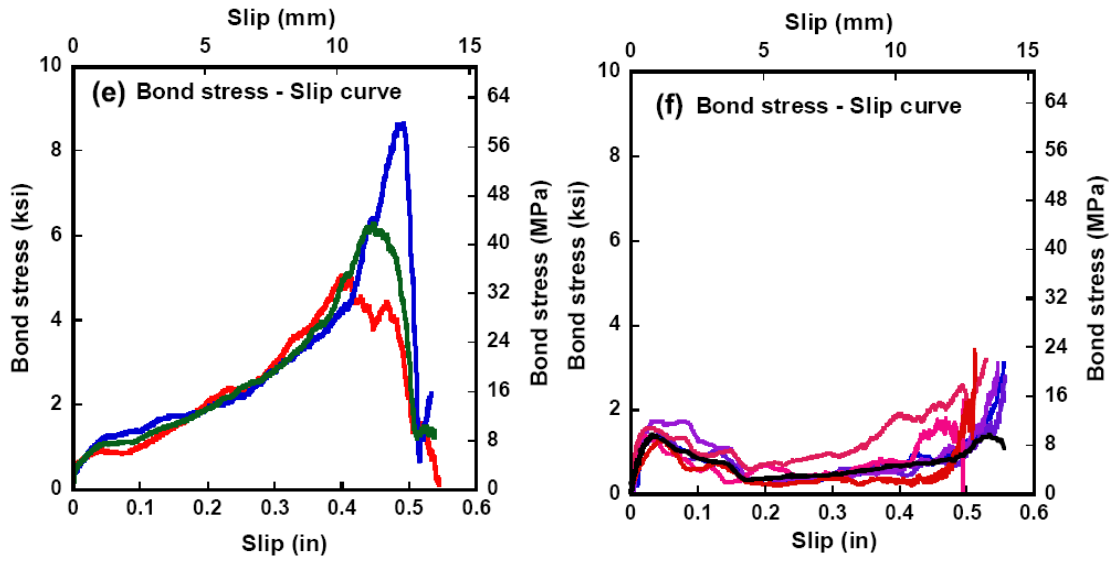 Slip (mm)
0 5 10 15
(e) Bond stress - Slip curve
Bond stress (ksi)
10
8
6
4
2
0
64
56
48
40
32
24
16
8
0
Bond stress (MPa)
0 0.1 0.2 0.3 0.4 0.5 0.6
Slip (in)
Slip (mm)
0 5 10 15
(f) Bond stress - Slip curve
Bond stress (ksi)
10
8
6
4
2
0
64
56
48
40
32
24
16
8
0
Bond stress (MPa)
0 0.1 0.2 0.3 0.4 0.5 0.6
Slip (in)